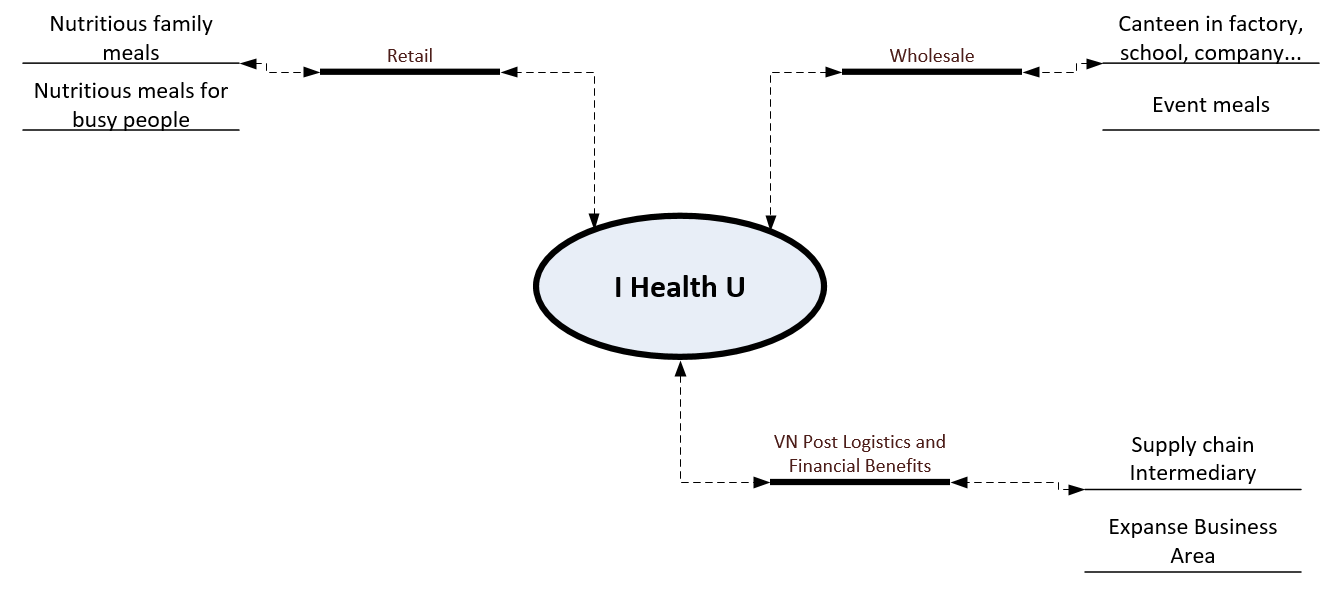 Nutritious family
meals
Nutritious meals for
busy people
Retail
Wholesale
Canteen in factory,
school, company...
Event meals
I Health U
VN Post Logistics and
Financial Benefits
Supply chain
Intermediary
Expanse Business
Area